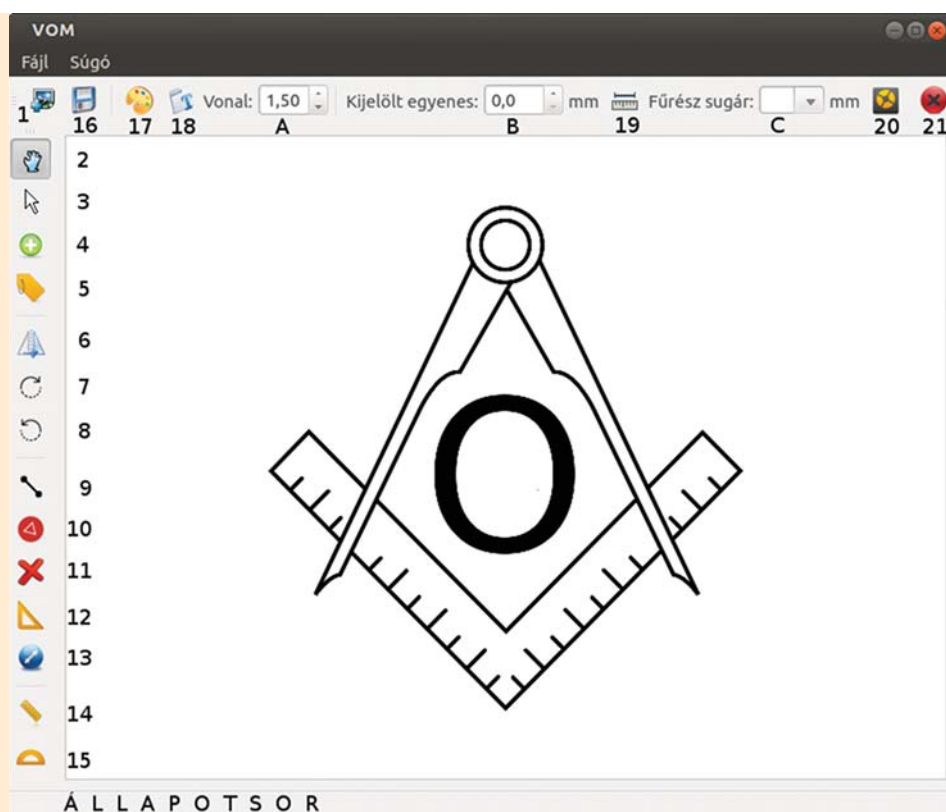 VOM
Fájl Súgó
Vonal: 1,50 Kijelölt egyenes: 0,0 mm Fűrész sugár: mm
1 16 17 18 A B 19 C 20 21
2
3
4
5
6
7
8
9
10
11
12
13
14
15
O
ÁLLAPOTSOR